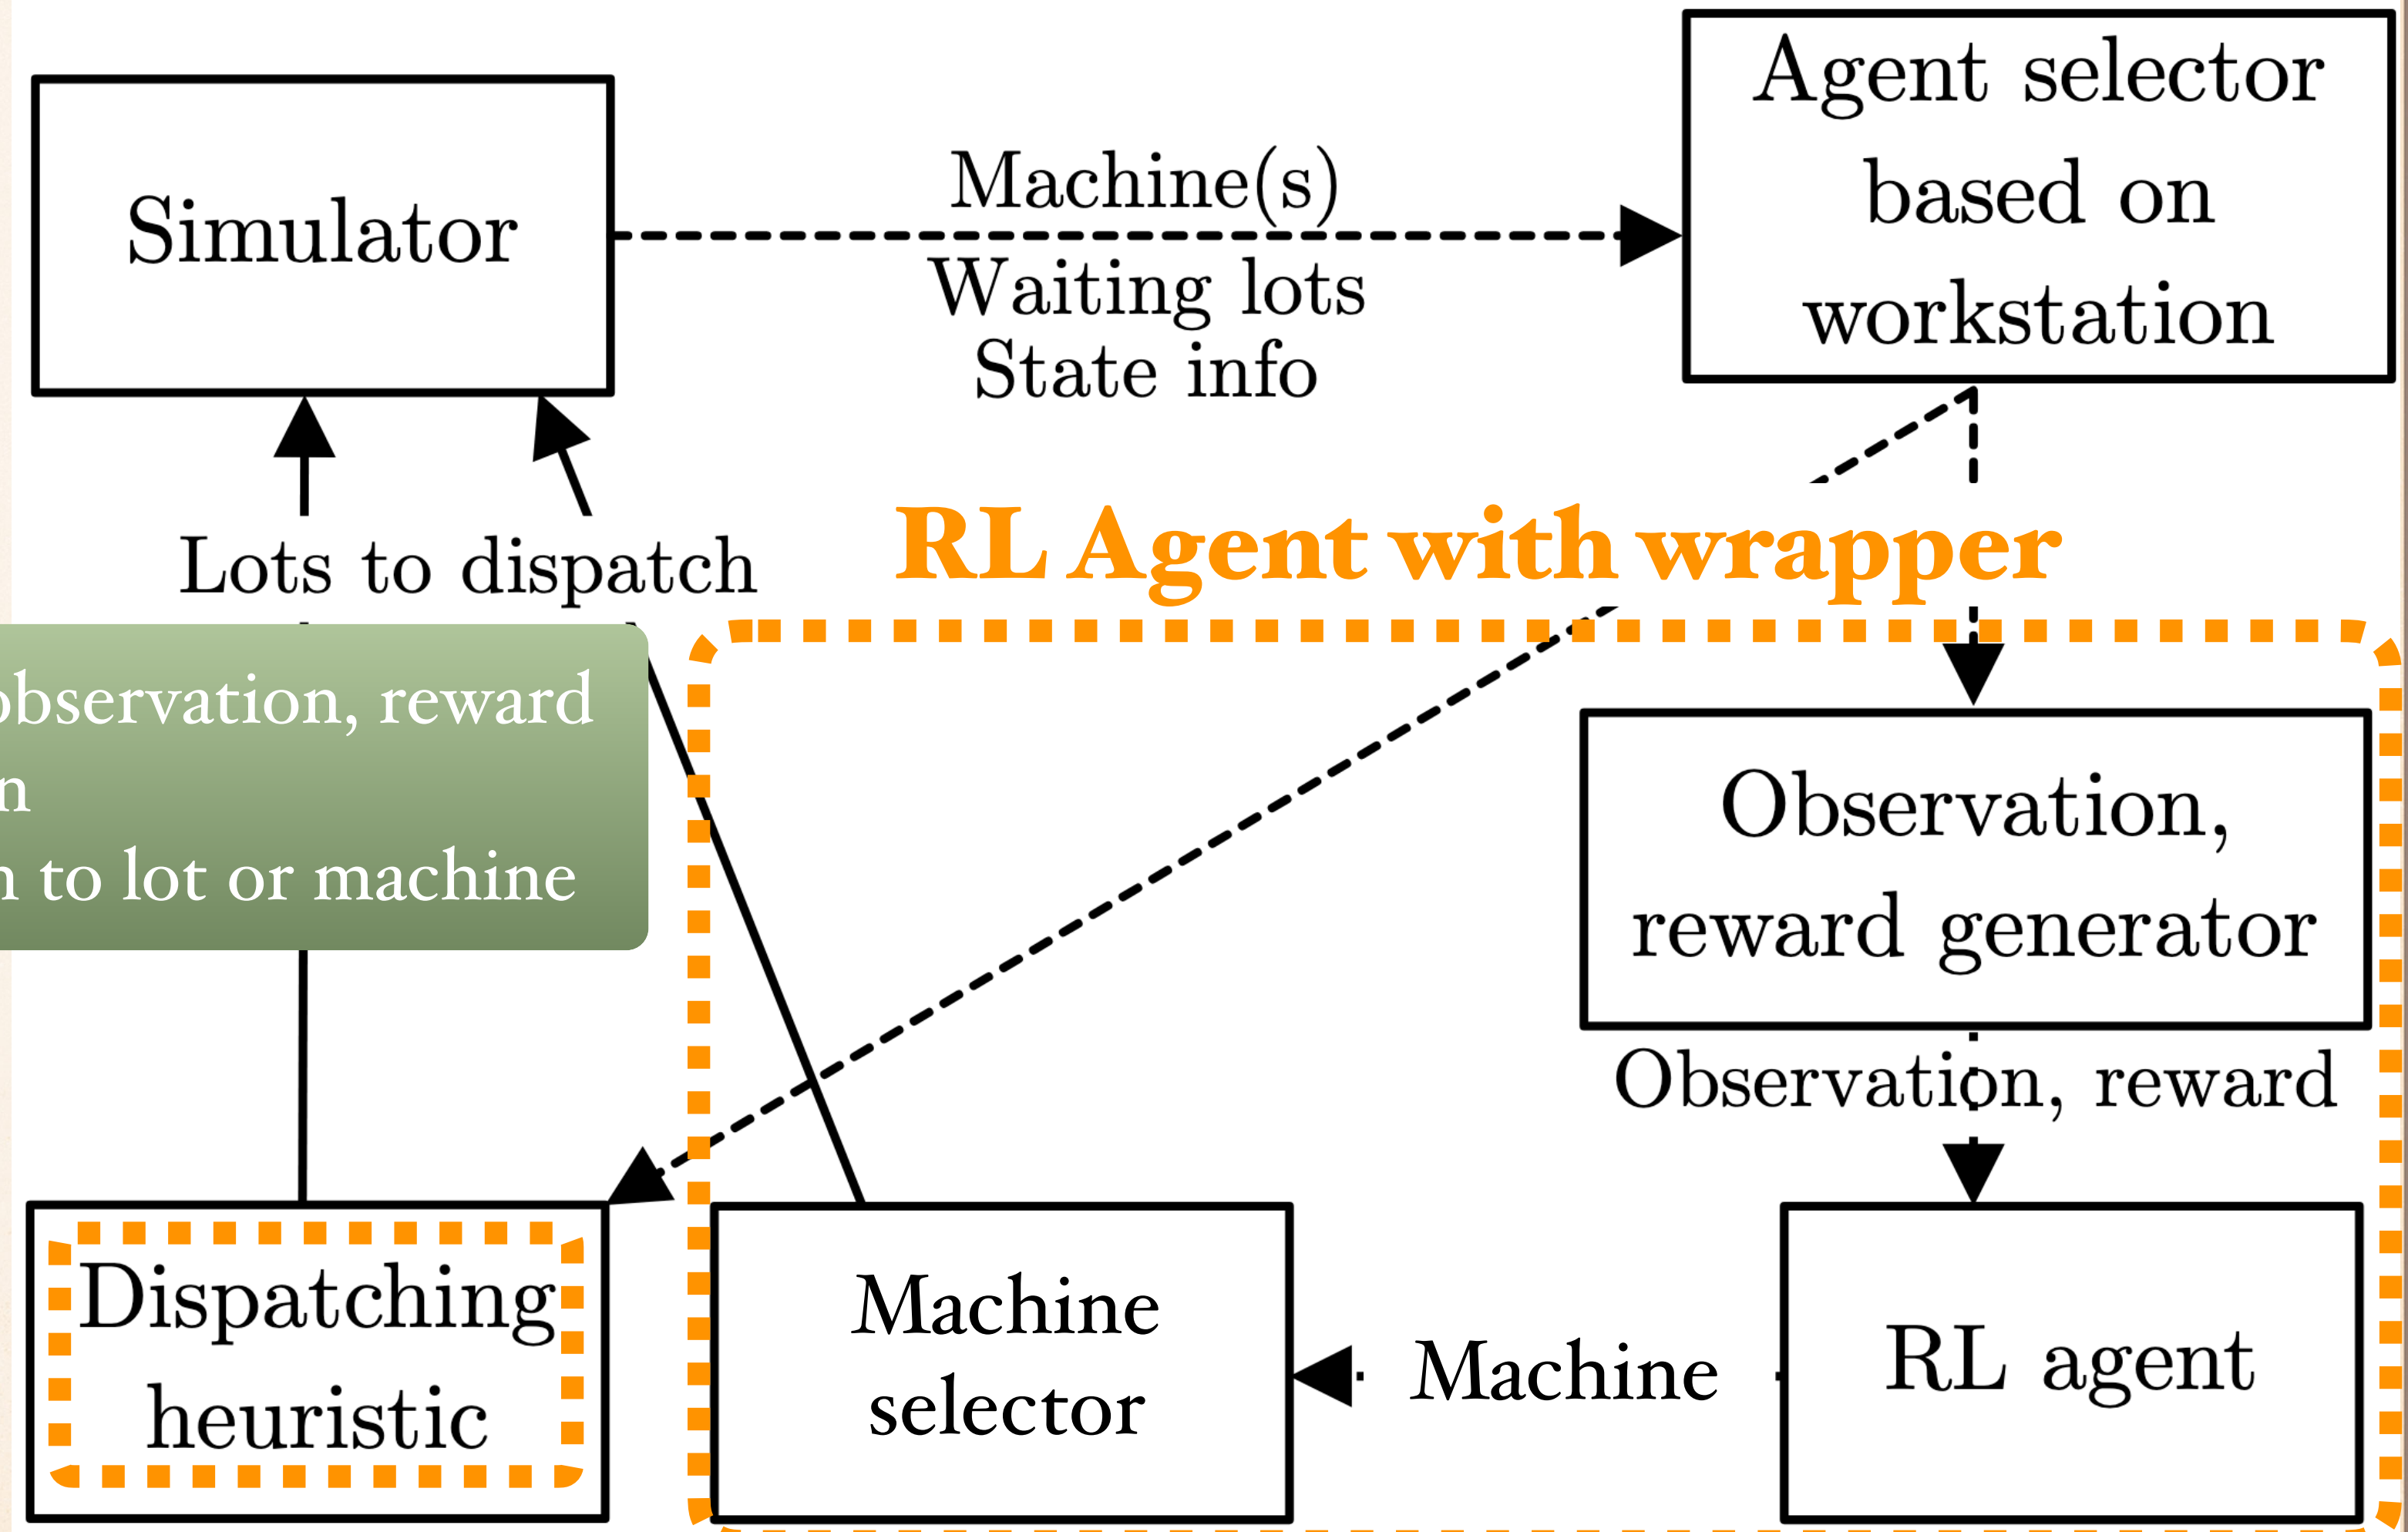 Simulator
Machine(s)
Waiting lots
State info
Agent selector
based on
workstation
Lots to dispatch
RL Agent with wrapper
observation, reward
to lot or machine
Observation,
reward generator
Observation, reward
Dispatching
heuristic
Machine
selector
Machine
RL agent